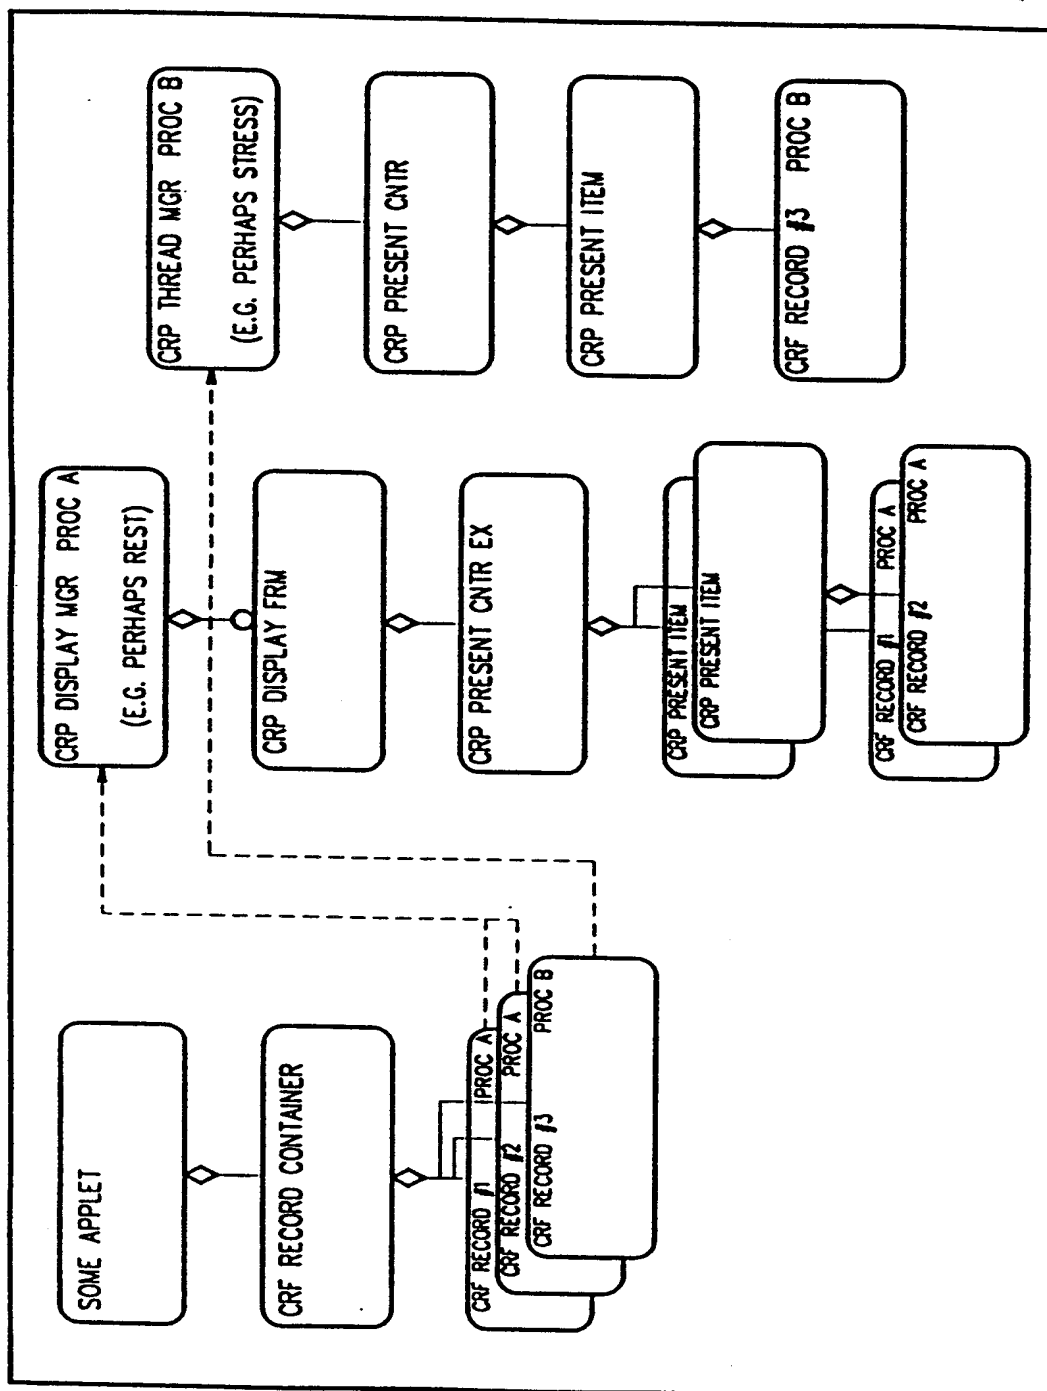 SOME APPLET
CRF RECORD CONTAINER
CRF RECORD #1 PROC A
CRF RECORD #2 PROC A
CRF RECORD #3 PROC B
CRP DISPLAY MGR PROC A
(E.G. PERHAPS REST)
CRP DISPLAY FRM
CRP PRESENT CNTR EX
CRP PRESENT ITEM
CRP PRESENT ITEM
CRF RECORD #1 PROC A
CRF RECORD #2 PROC A
CRP THREAD MGR PROC B
(E.G. PERHAPS STRESS)
CRP PRESENT CNTR
CRP PRESENT ITEM
CRF RECORD #3 PROC B